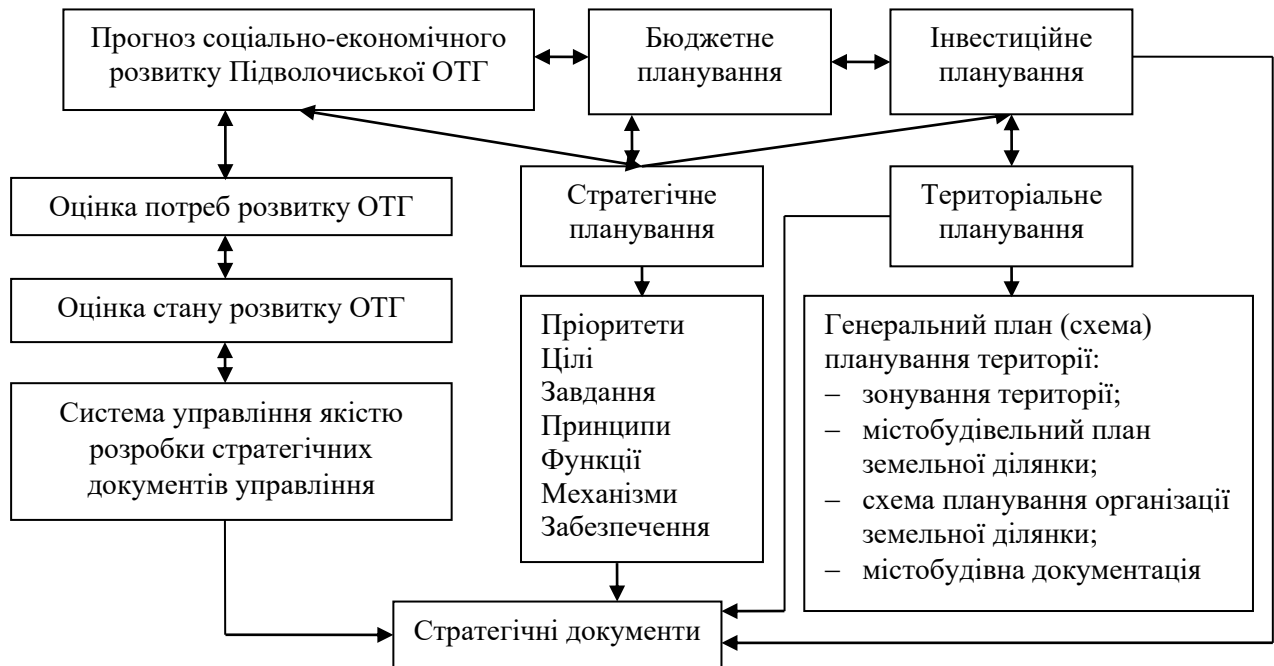 Прогноз соціально-економічного
розвитку Підволочиської ОТГ
Бюджетне
планування
Інвестиційне
планування
Оцінка потреб розвитку ОТГ
Стратегічне
планування
Територіальне
планування
Оцінка стану розвитку ОТГ
Система управління якістю
розробки стратегічних
документів управління
Пріоритети
Цілі
Завдання
Принципи
Функції
Механізми
Забезпечення
Генеральний план (схема)
планування території:
– зонування території;
– містобудівельний план
земельної ділянки;
– схема планування організації
земельної ділянки;
– містобудівна документація
Стратегічні документи